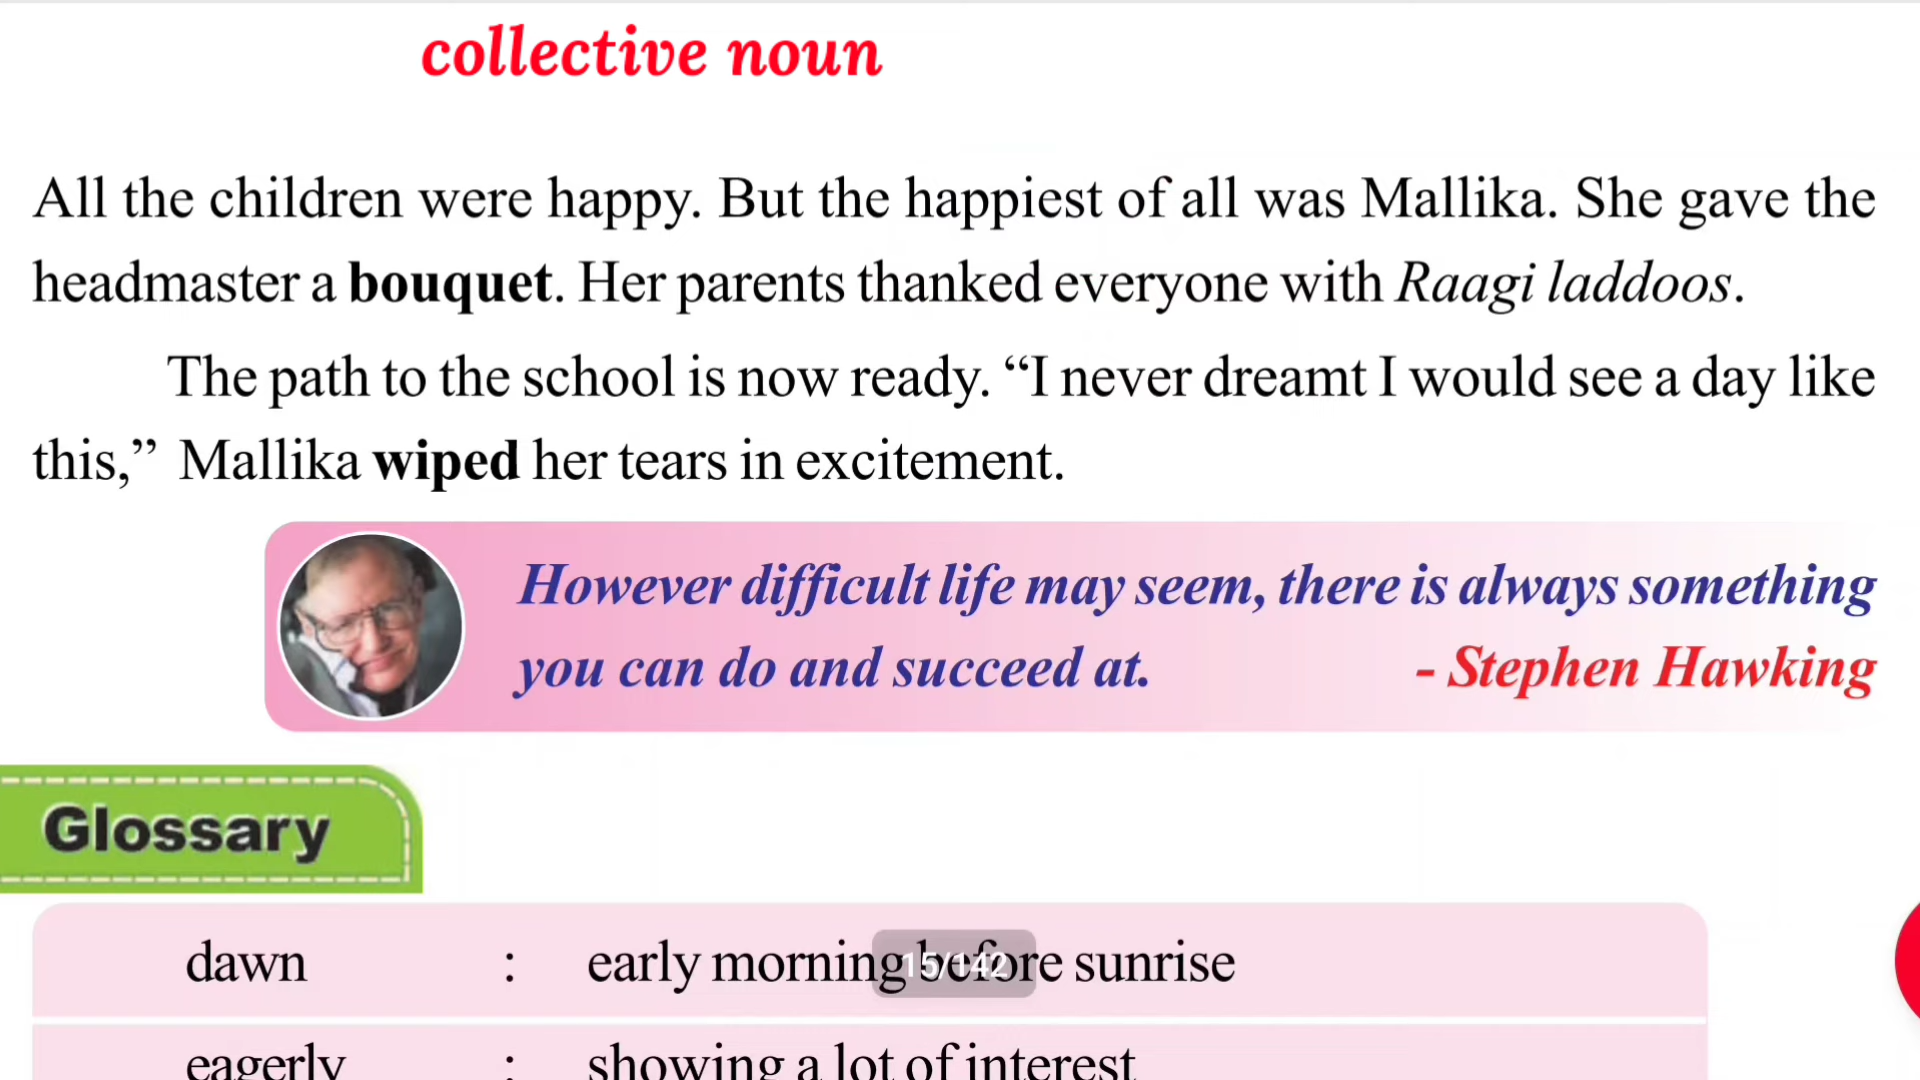 collective noun
All the children were happy. But the happiest of all was Mallika. She gave the
headmaster a bouquet. Her parents thanked everyone with Raagi laddoos.
The path to the school is now ready. “I never dreamt I would see a day like
this,” Mallika wiped her tears in excitement.
However difficult life may seem, there is always something
you can do and succeed at. - Stephen Hawking
Glossary
dawn : early morning before sunrise
15/142
eagerly : showing a lot of interest